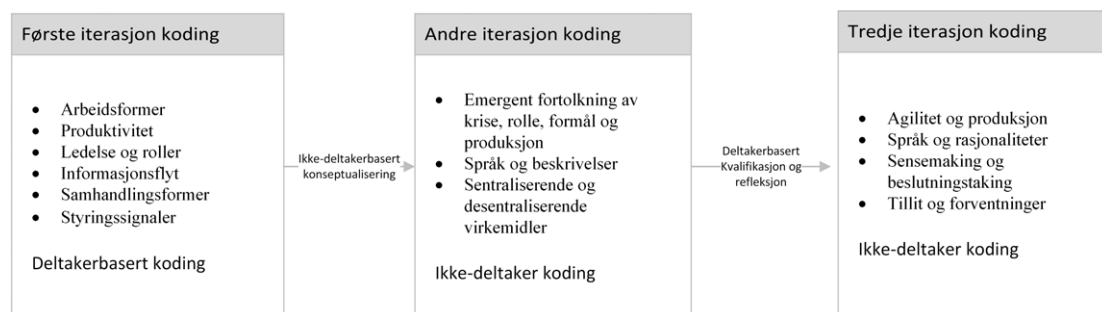 Første iterasjon koding
• Arbeidsformer
• Produktivitet
• Ledelse og roller
• Informasjonsflyt
• Samhandlingsformer
• Styringssignaler
Deltakerbasert koding
Ikke-deltakerbasert
konseptualisering
Andre iterasjon koding
• Emergent fortolkning av
krise, rolle, formål og
produksjon
• Språk og beskrivelser
• Sentraliserende og
desentraliserende
virkemidler
Ikke-deltaker koding
Deltakerbasert
Kvalifikasjon og
refleksjon
Tredje iterasjon koding
• Agilitet og produksjon
• Språk og rasjonaliteter
• Sensemaking og
beslutningstaking
• Tillit og forventninger
Ikke-deltaker koding